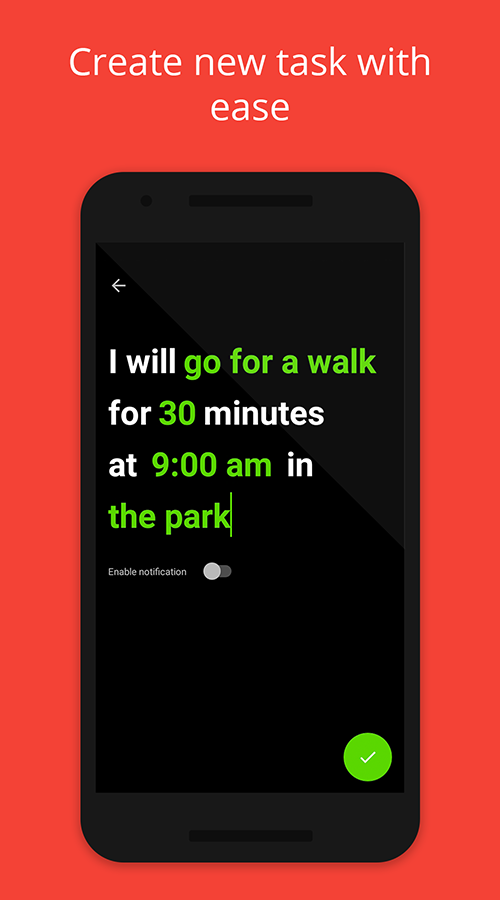 Create new task with
ease
I will go for a walk
for 30 minutes
at 9:00 am in
the park
Enable notification